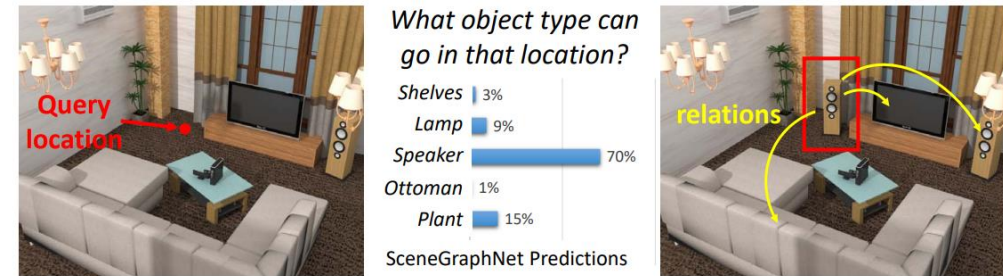 Query
location
What object type can
go in that location?
Shelves 3%
Lamp 9%
Speaker 70%
Ottoman 1%
Plant 15%
SceneGraphNet Predictions
relations